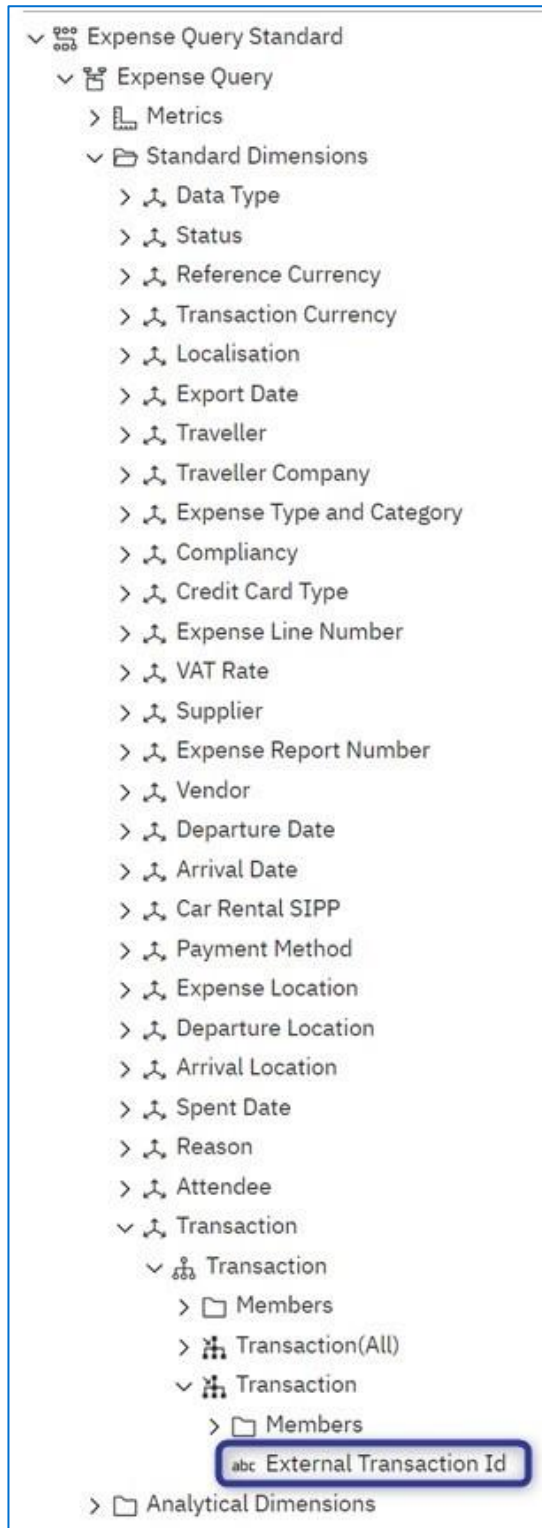 Expense Query Standard
Expense Query
Metrics
Standard Dimensions
Data Type
Status
Reference Currency
Transaction Currency
Localisation
Export Date
Traveller
Traveller Company
Expense Type and Category
Compliancy
Credit Card Type
Expense Line Number
VAT Rate
Supplier
Expense Report Number
Vendor
Departure Date
Arrival Date
Car Rental SIPP
Payment Method
Expense Location
Departure Location
Arrival Location
Spent Date
Reason
Attendee
Transaction
Transaction
Members
Transaction(All)
Transaction
Members
abc External Transaction Id
Analytical Dimensions